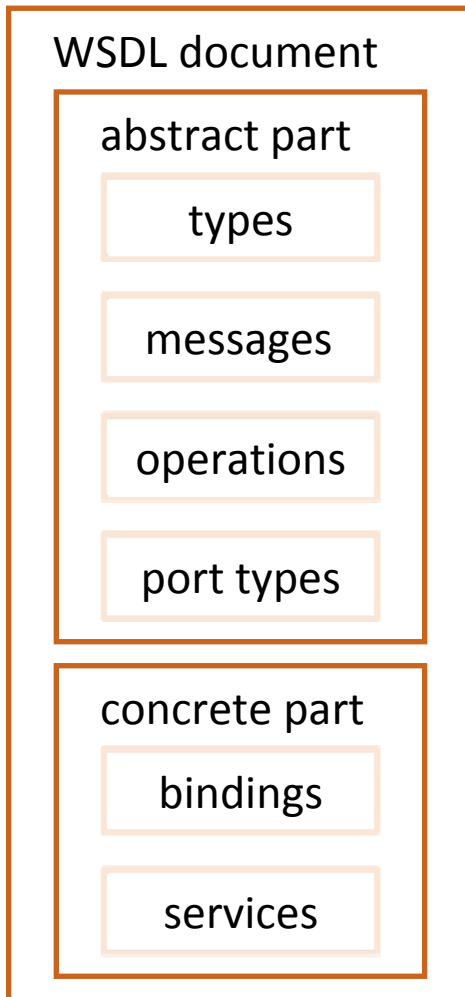 WSDL document
abstract part
types
messages
operations
port types
concrete part
bindings
services